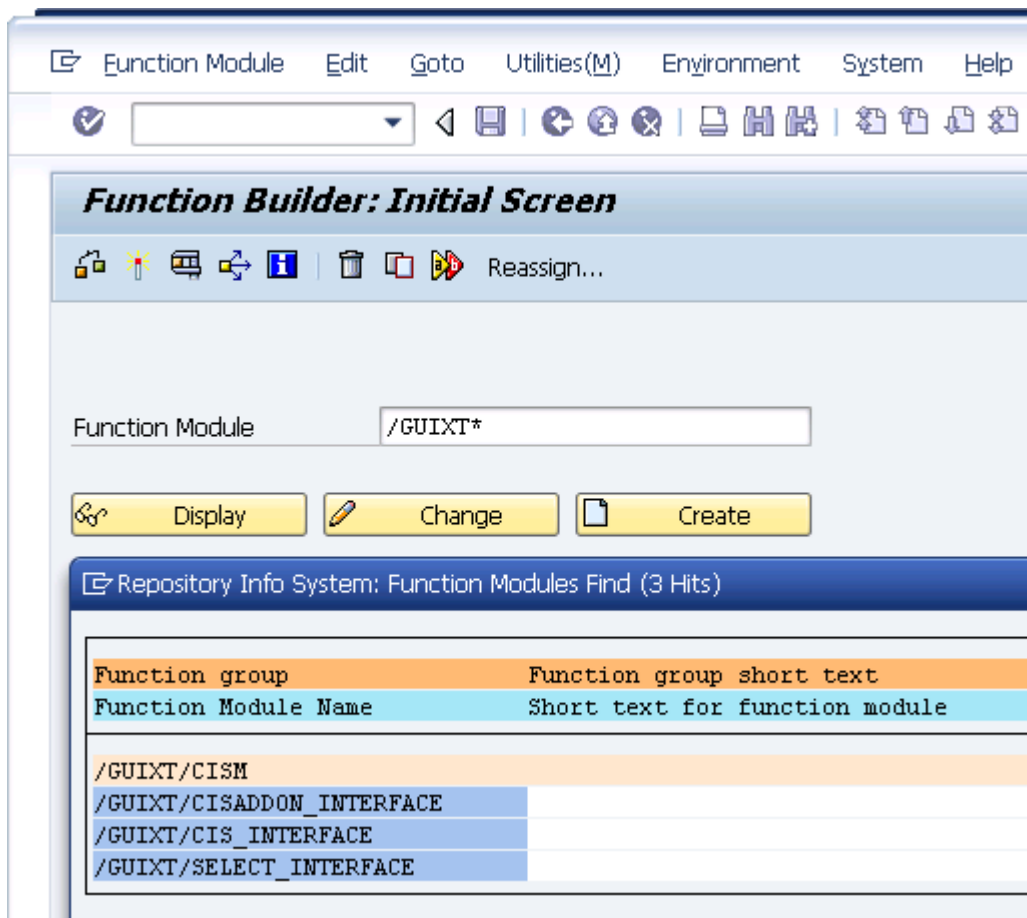 Function Module Edit Goto Utilities(M) Environment System Help
Function Builder: Initial Screen
Reassign...
Function Module /GUIXT*
Display Change Create
Repository Info System: Function Modules Find (3 Hits)
Function group Function group short text
Function Module Name Short text for function module
/GUIXT/CISM
/GUIXT/CISADDON_INTERFACE
/GUIXT/CIS_INTERFACE
/GUIXT/SELECT_INTERFACE